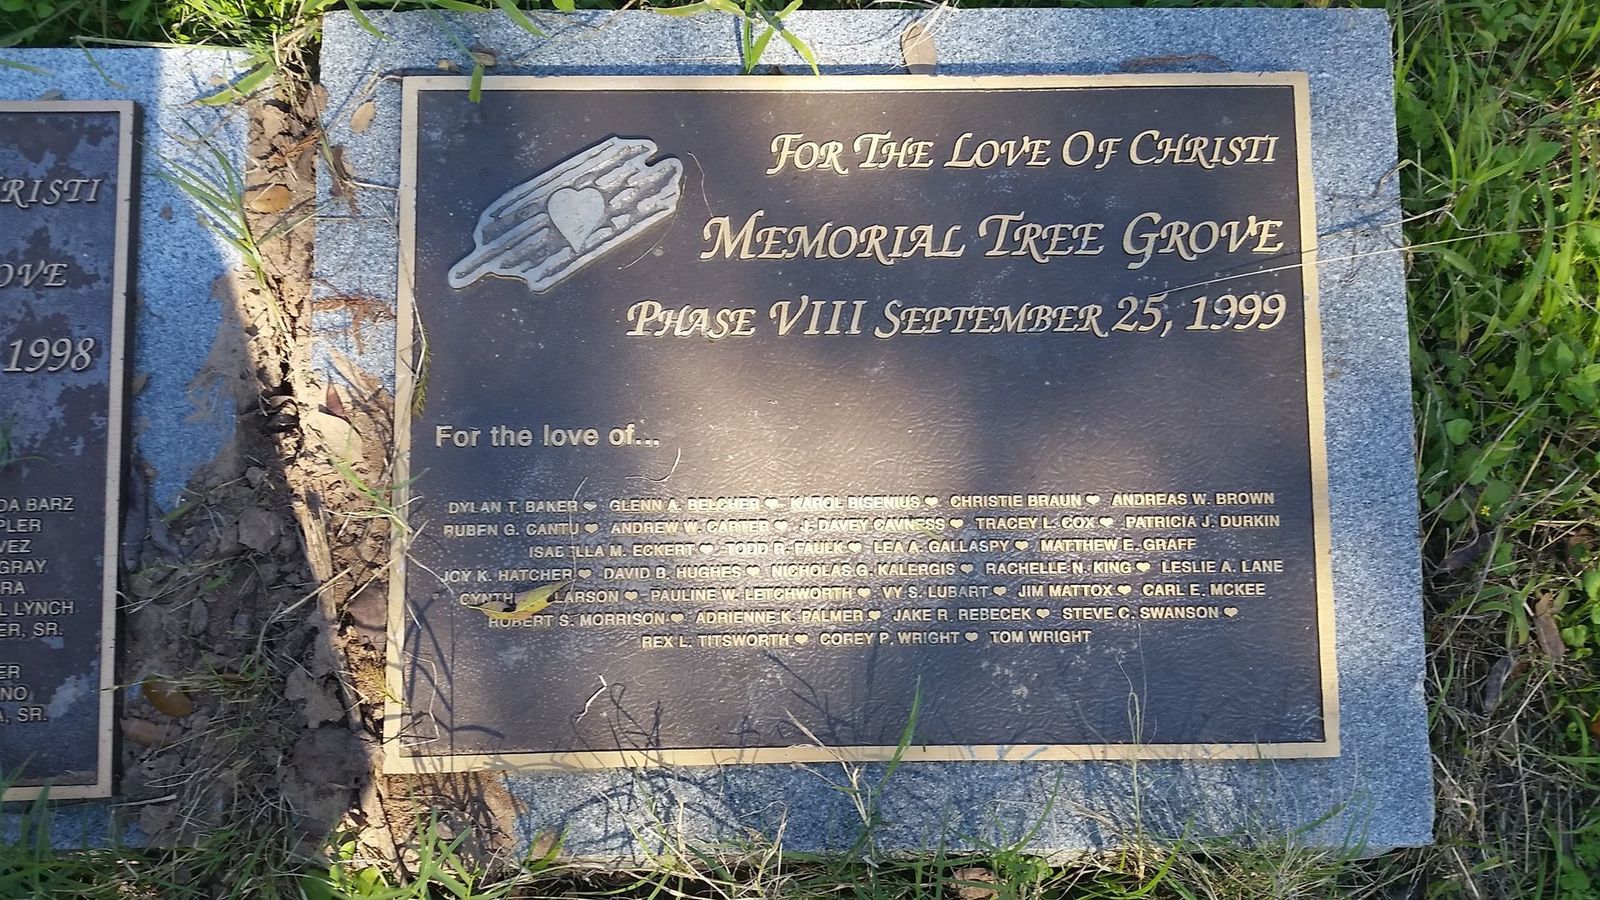 RISTI
OVE
1998
DA BARZ
PLER
VEZ
GRAY
RA
L LYNCH
ER, SR.
ER
NO
A, SR.
FOR THE LOVE OF CHRISTI
MEMORIAL TREE GROVE
PHASE VIII SEPTEMBER 25, 1999
For the love of...
DYLAN T. BAKER ❤ GLENN A. BELCHER ❤ KAROL BIGENIUS ❤ CHRISTIE BRAUN ❤ ANDREAS W. BROWN
RUBEN G. CANTU ❤ ANDREW W. CARTER ❤ J. DAVEY CAVNESS ❤ TRACEY L. COX ❤ PATRICIA J. DURKIN
ISABELLA M. ECKERT ❤ TODD R. FAULK ❤ LEA A. GALLASPY ❤ MATTHEW E. GRAFF
JOY K. HATCHER ❤ DAVID B. HUGHES ❤ NICHOLAS G. KALERGIS ❤ RACHELLE N. KING ❤ LESLIE A. LANE
LARSON ❤ PAULINE W. LETCHWORTH ❤ VY S. LUBART ❤ JIM MATTOX ❤ CARL E. MCKEE
ROBERT S. MORRISON ❤ ADRIENNE K. PALMER ❤ JAKE R. REBECEK ❤ STEVE C. SWANSON ❤
REX L. TITSWORTH ❤ COREY P. WRIGHT ❤ TOM WRIGHT